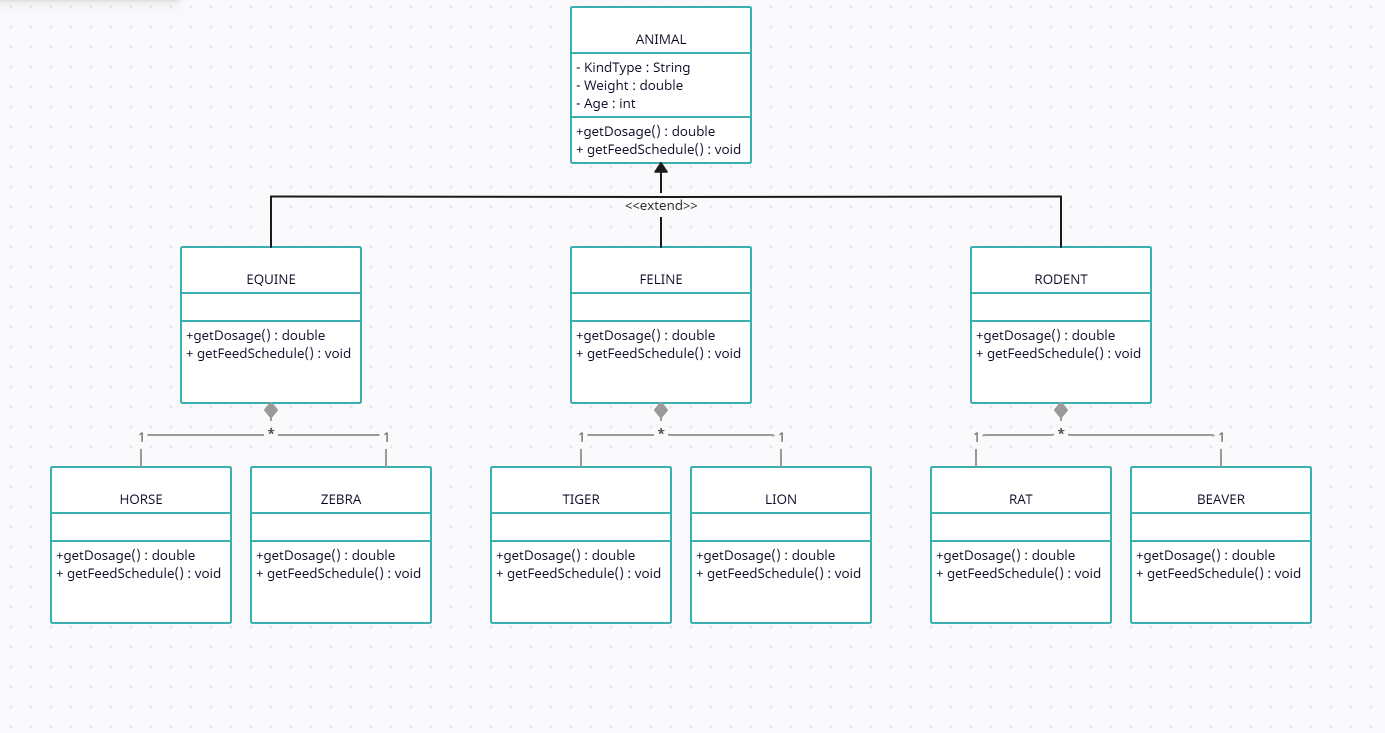 ANIMAL
- KindType : String
- Weight : double
- Age : int
+getDosage() : double
+ getFeedSchedule() : void
<<extend>>
EQUINE
+getDosage() : double
+ getFeedSchedule() : void
FELINE
+getDosage() : double
+ getFeedSchedule() : void
RODENT
+getDosage() : double
+ getFeedSchedule() : void
1 * 1
1 * 1
1 * 1
HORSE
+getDosage() : double
+ getFeedSchedule() : void
ZEBRA
+getDosage() : double
+ getFeedSchedule() : void
TIGER
+getDosage() : double
+ getFeedSchedule() : void
LION
+getDosage() : double
+ getFeedSchedule() : void
RAT
+getDosage() : double
+ getFeedSchedule() : void
BEAVER
+getDosage() : double
+ getFeedSchedule() : void